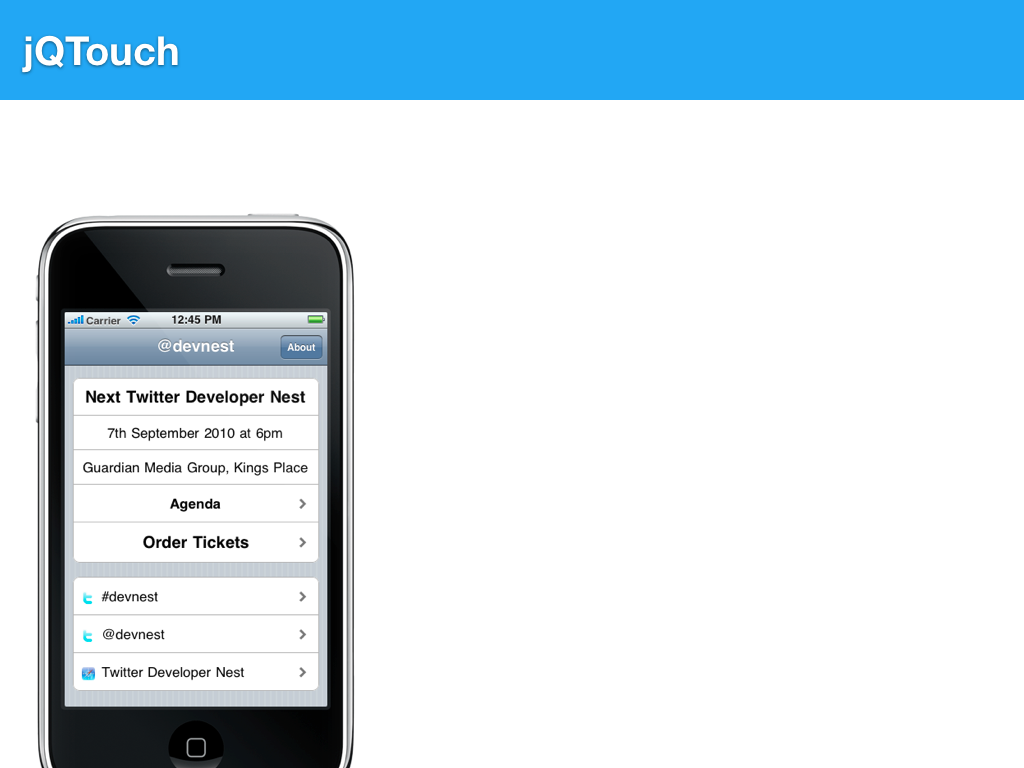 jQTouch
Carrier 12:45 PM
@devnest About
Next Twitter Developer Nest
7th September 2010 at 6pm
Guardian Media Group, Kings Place
Agenda
Order Tickets
#devnest
@devnest
Twitter Developer Nest